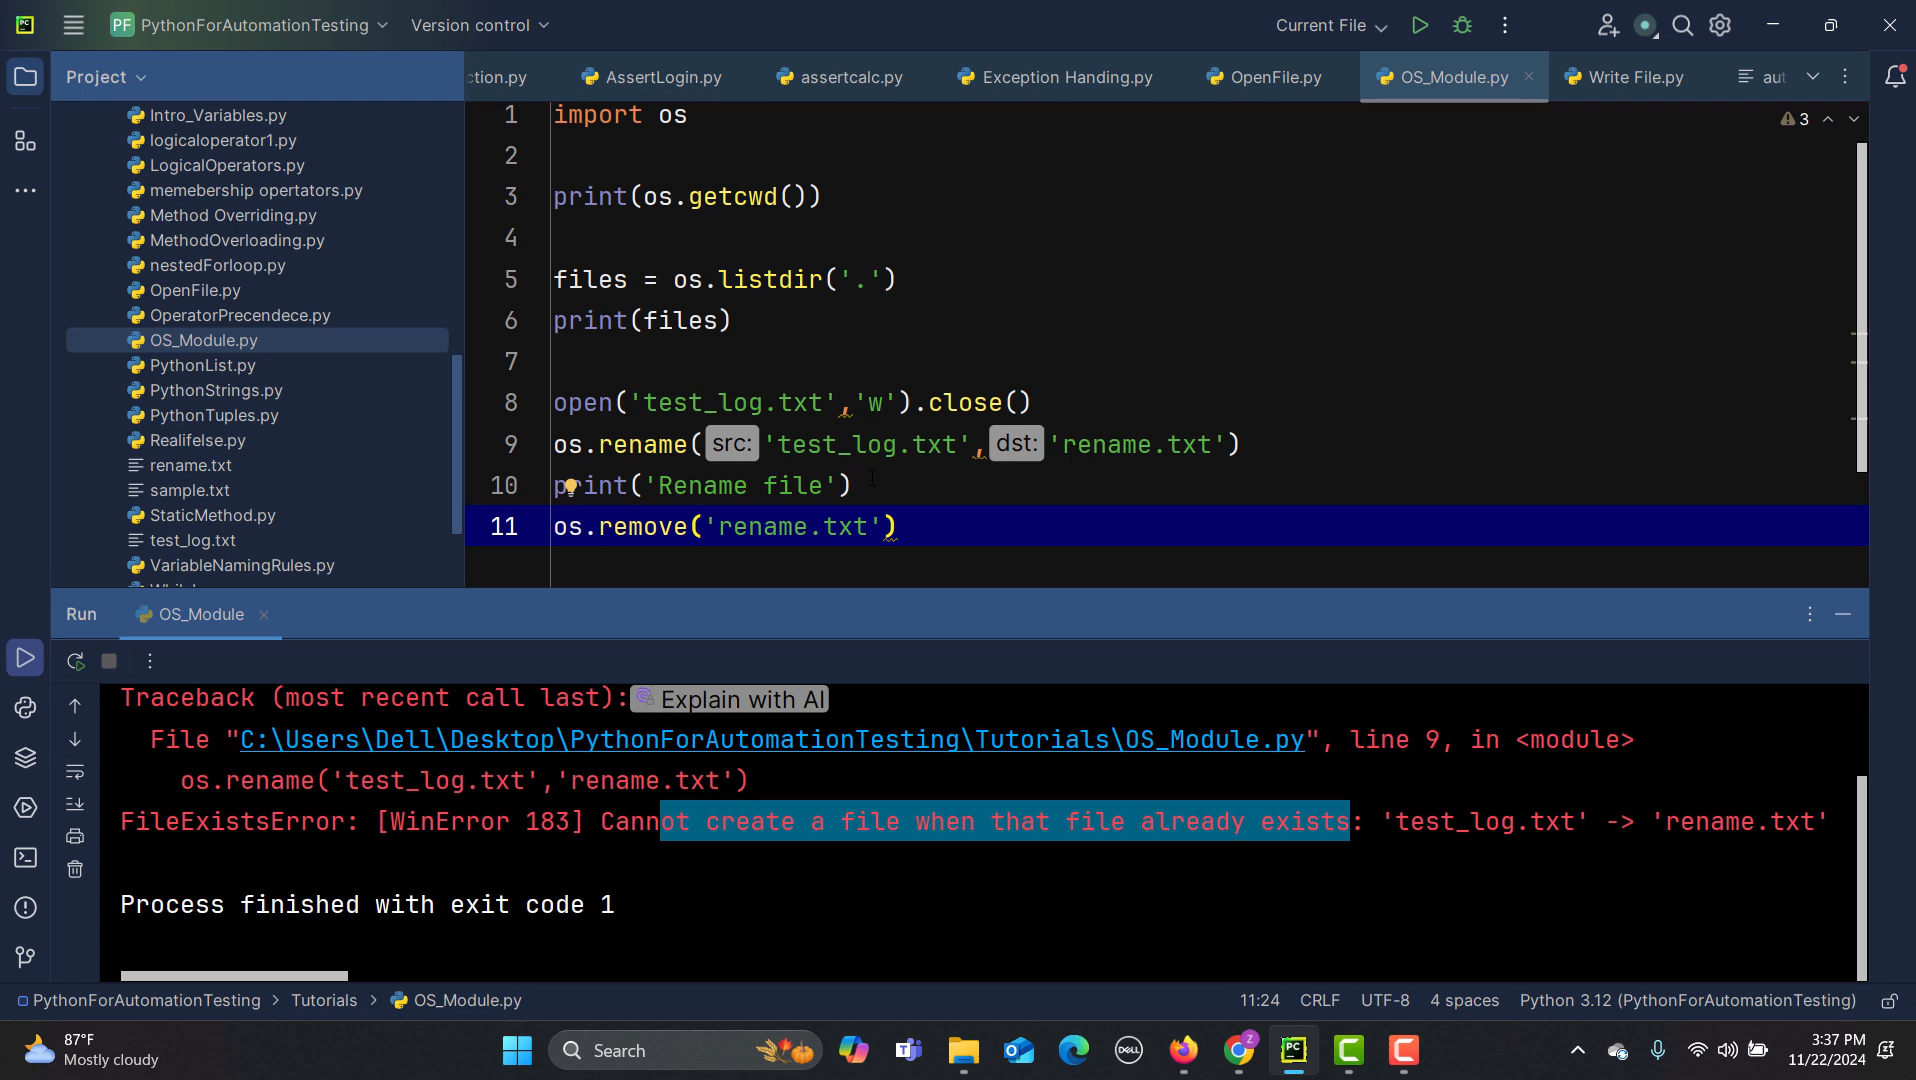 PF PythonForAutomationTesting Version control Current File
Project
ction.py AssertLogin.py assertcalc.py Exception Handing.py OpenFile.py OS_Module.py Write File.py aut
Intro_Variables.py
logicaloperator1.py
LogicalOperators.py
memebership opertators.py
Method Overriding.py
MethodOverloading.py
nestedForloop.py
OpenFile.py
OperatorPrecendece.py
OS_Module.py
PythonList.py
PythonStrings.py
PythonTuples.py
Realifelse.py
rename.txt
sample.txt
StaticMethod.py
test_log.txt
VariableNamingRules.py
3
1 import os
2
3 print(os.getcwd())
4
5 files = os.listdir('.')
6 print(files)
7
8 open('test_log.txt','w').close()
9 os.rename(src: 'test_log.txt',dst: 'rename.txt')
10 print('Rename file')
11 os.remove('rename.txt')
Run OS_Module
Traceback (most recent call last): Explain with AI
File "C:\Users\Dell\Desktop\PythonForAutomationTesting\Tutorials\OS_Module.py", line 9, in <module>
os.rename('test_log.txt','rename.txt')
FileExistsError: [WinError 183] Cannot create a file when that file already exists: 'test_log.txt' -> 'rename.txt'
Process finished with exit code 1
PythonForAutomationTesting > Tutorials > OS_Module.py 11:24 CRLF UTF-8 4 spaces Python 3.12 (PythonForAutomationTesting)
87°F
Mostly cloudy
Search
3:37 PM
11/22/2024